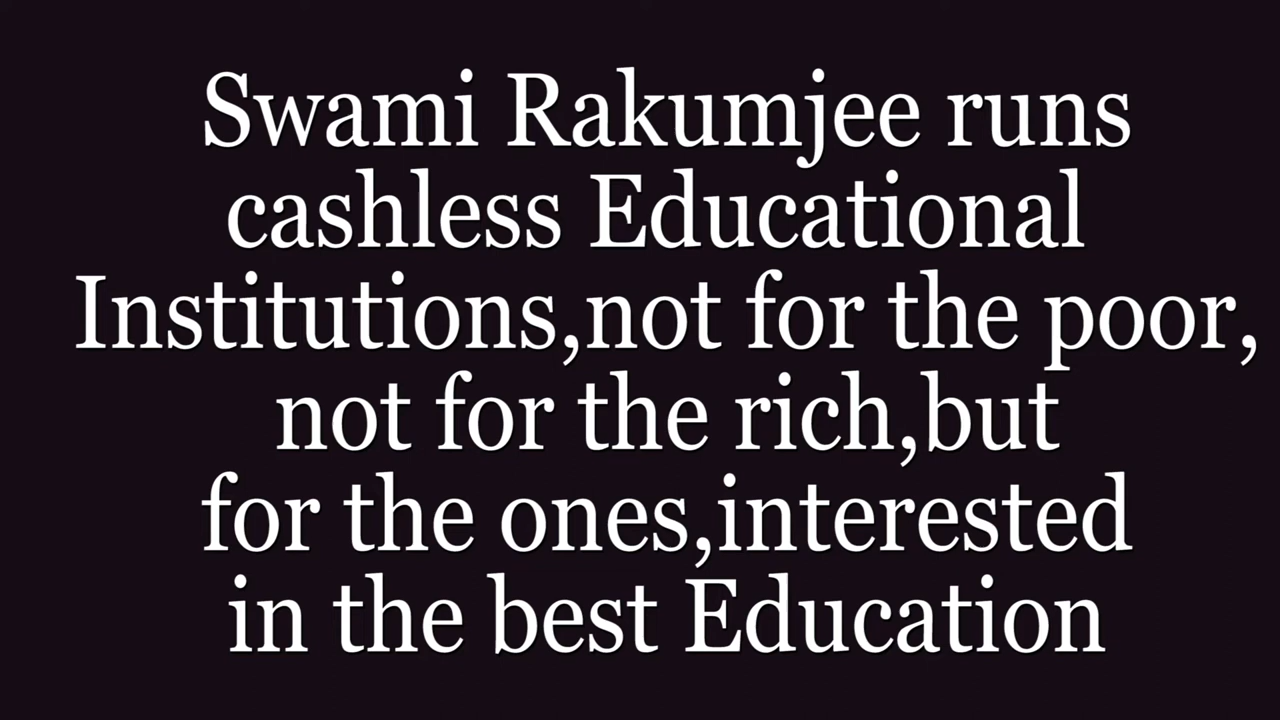 Swami Rakumjee runs
cashless Educational
Institutions,not for the poor,
not for the rich,but
for the ones,interested
in the best Education